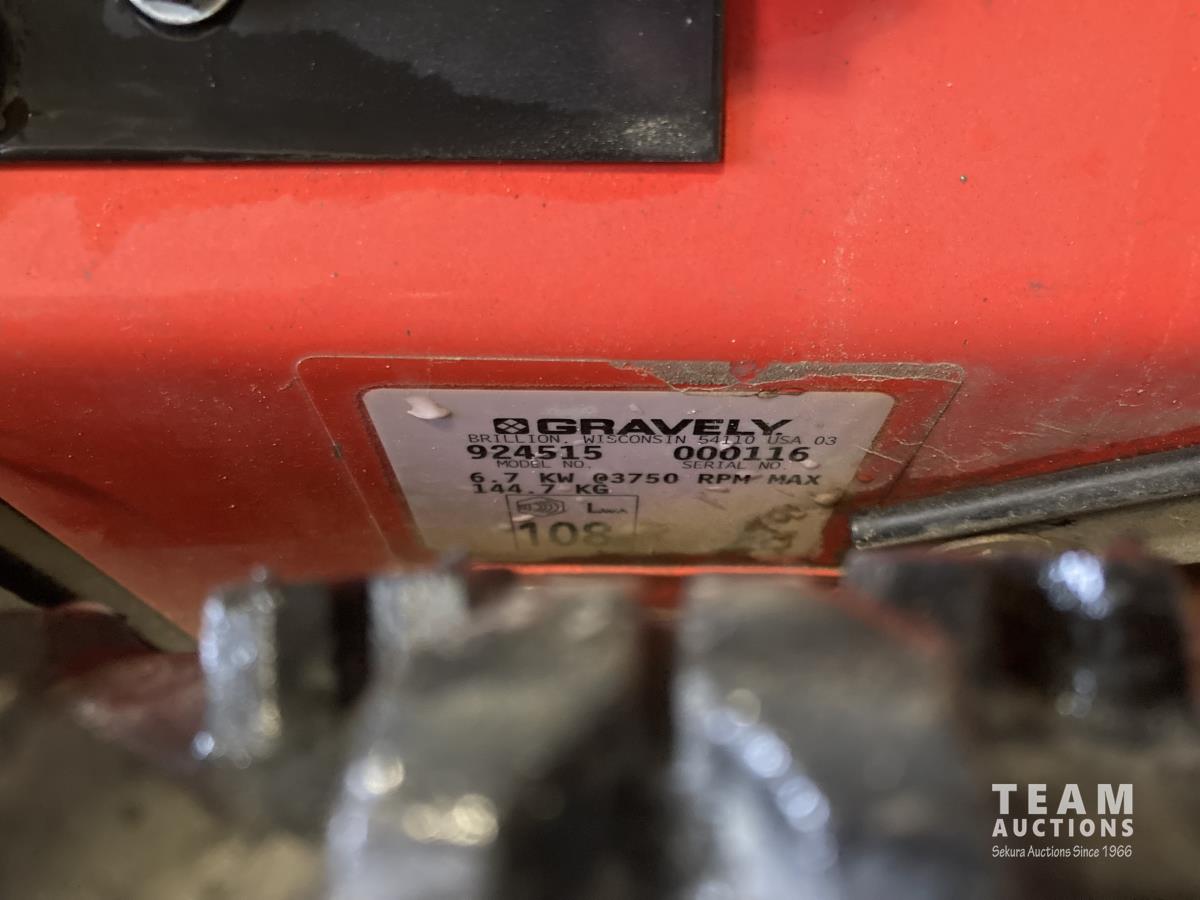 GRAVELY
BRILLION, WISCONSIN 54110 USA 03
924515 000116
MODEL NO. SERIAL NO.
6.7 KW @3750 RPM MAX
144.7 KG
LWA
108
TEAM
AUCTIONS
Sekura Auctions Since 1966